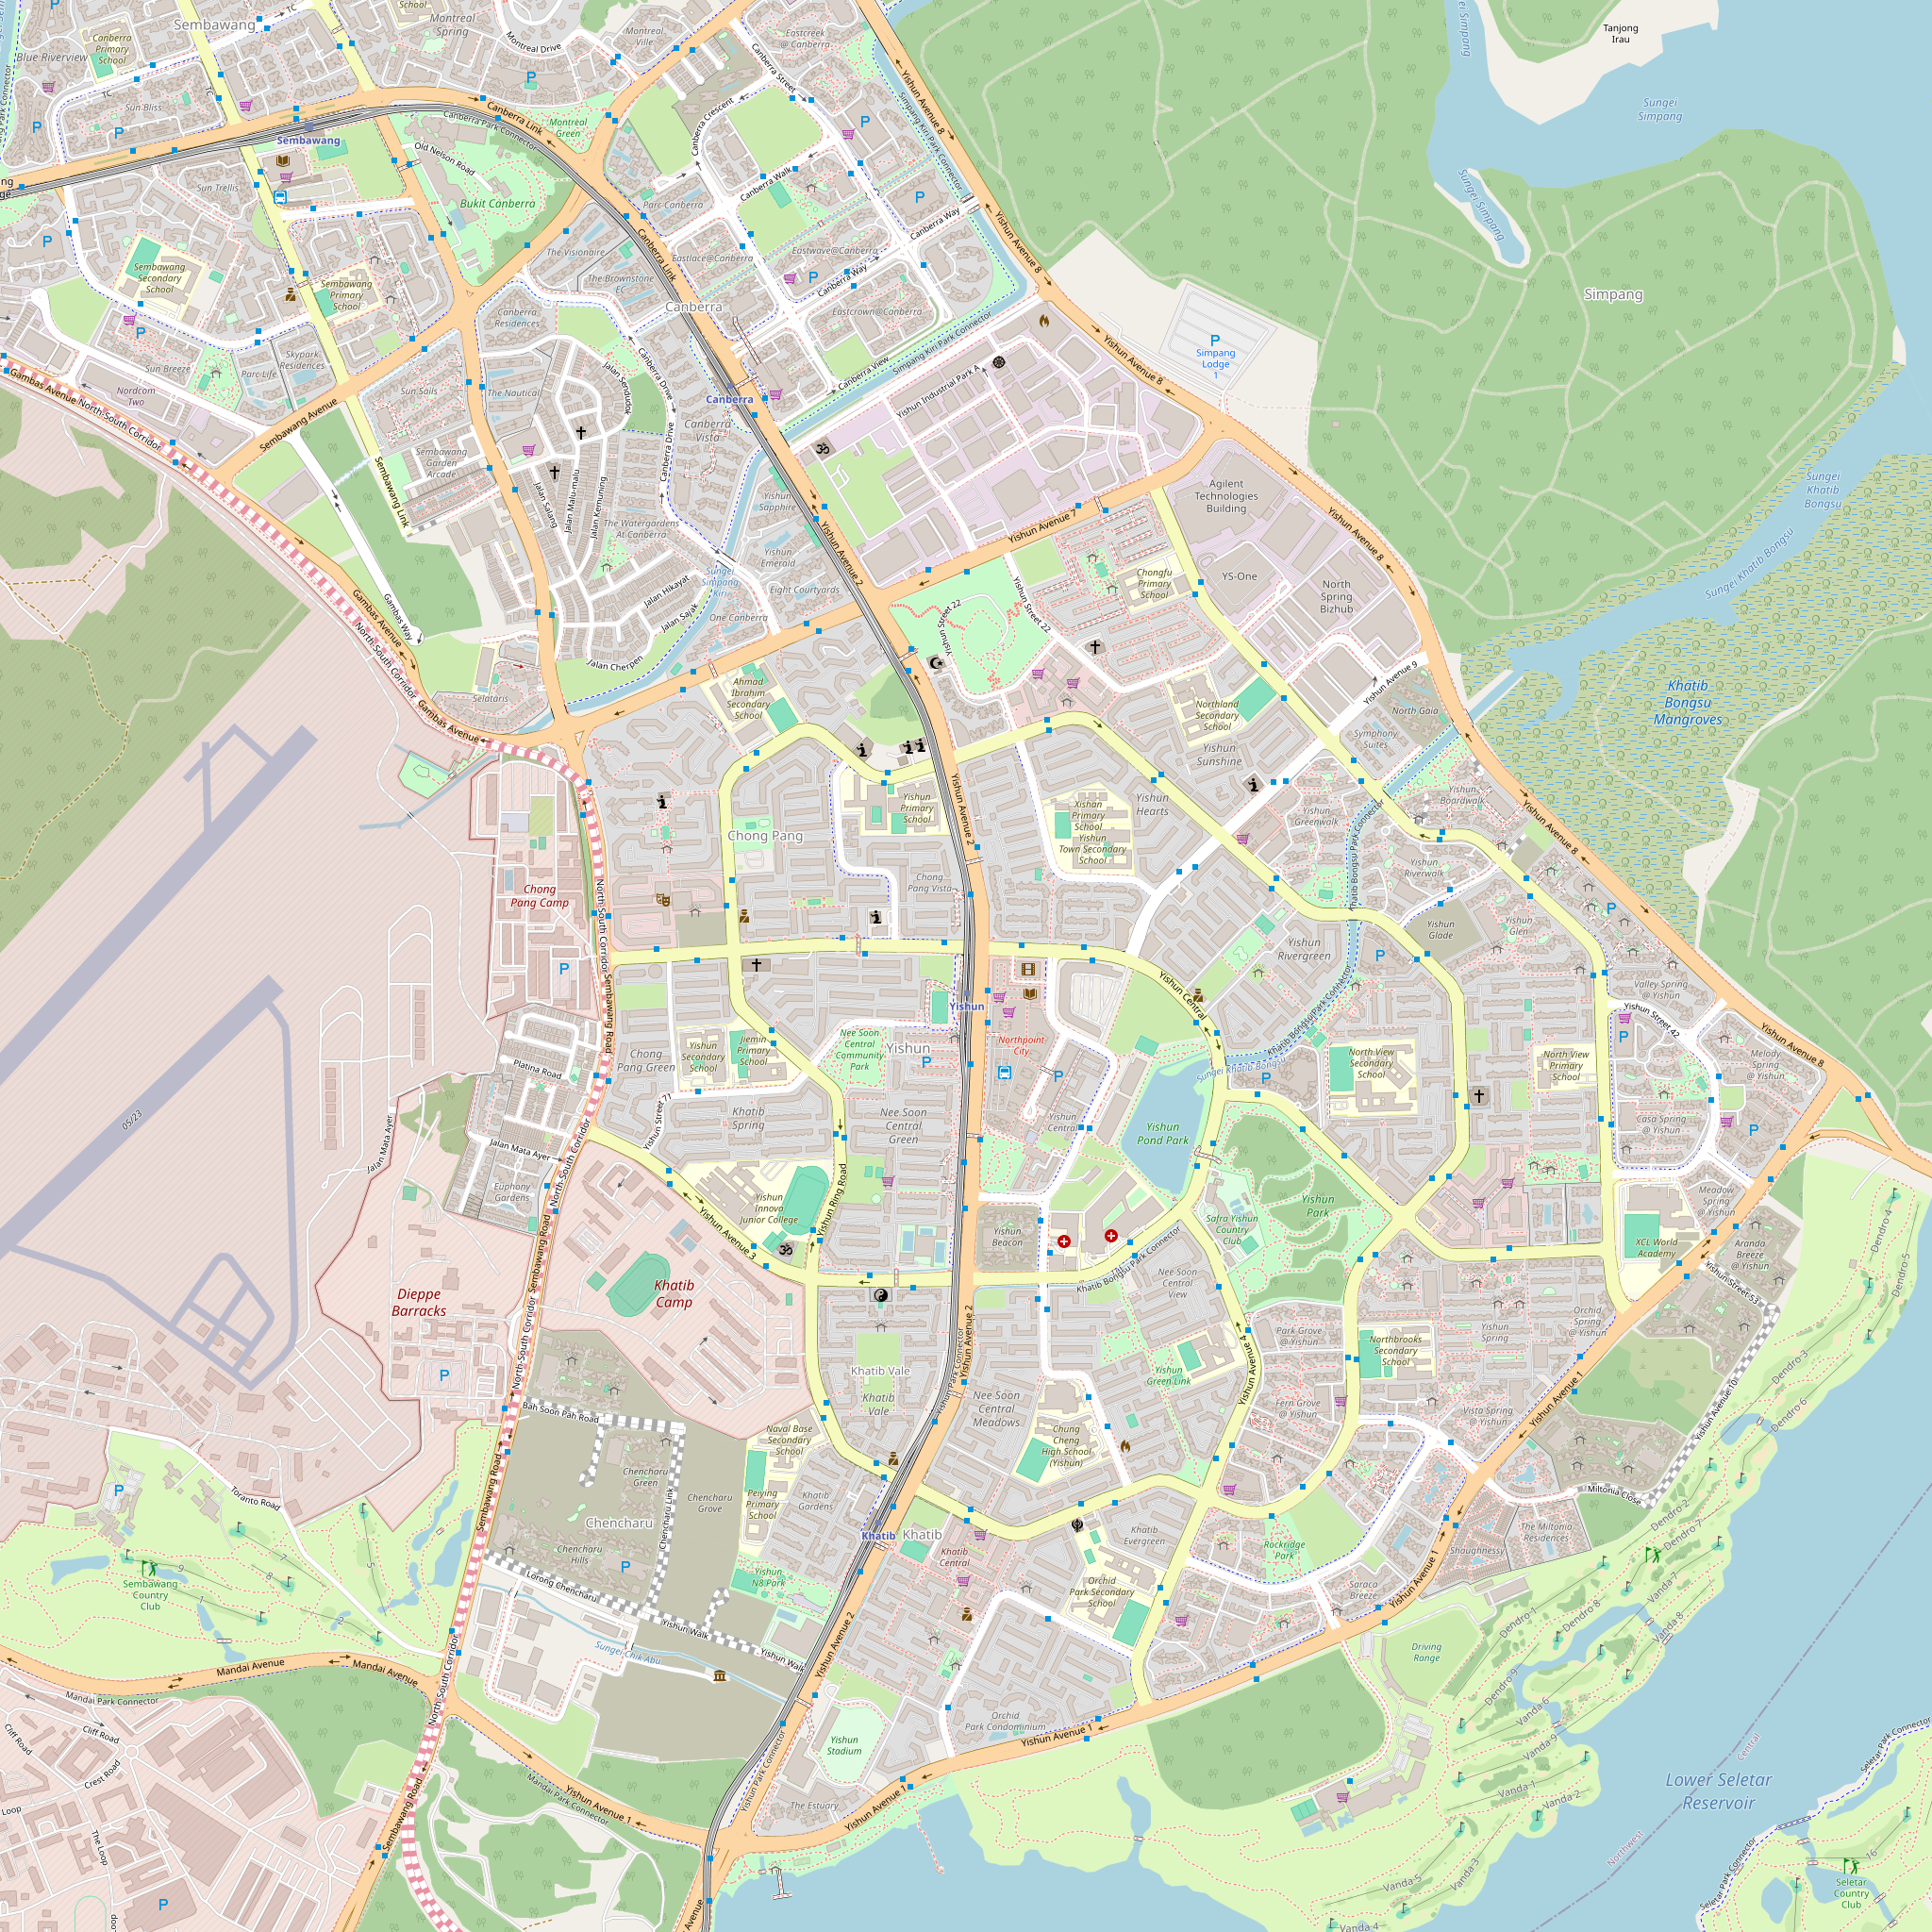 Sembawang
Canberra
Primary
School
School
Montreal
Spring
Montreal Drive
Montreal
Ville
Eastcreek
@ Canberra
Canberra Street
Tanjong
Irau
Sungei
Simpang
Blue Riverview
TC
Sun Bliss
Canberra Link
Canberra Park Connector
Montreal
Green
Canberra Crescent
Yishun Avenue 8
Simpang Kiri Park Connector
Sembawang
Old Nelson Road
Sun Trellis
Bukit Canberra
Canberra Walk
Parc Canberra
Canberra Way
Sungei Simpang
Sembawang
Secondary
School
Sembawang
Primary
School
The Visionaire
The Brownstone
EC
Canberra Link
Eastlace@Canberra
Eastwave@Canberra
Canberra Way
Yishun Avenue 8
Simpang
Canberra
Canberra
Residences
Eastcrown@Canberra
Simpang Kiri Park Connector
Canberra View
Skypark
Residences
Parc Life
Sun Breeze
Nordcom
Two
Gambas Avenue
North-South Corridor
Sembawang Avenue
Sun Sails
The Nautical
Jalan Sendudok
Canberra Drive
Canberra
Canberra
Vista
Yishun Industrial Park A
Yishun Avenue 8
Simpang
Lodge
1
Sembawang
Garden
Arcade
Sembawang Link
Jalan Salang
Jalan Malu-malu
Jalan Kemuning
Canberra Drive
The Watergardens
At Canberra
Yishun
Sapphire
Yishun
Emerald
Yishun Avenue 2
Yishun Avenue 7
Agilent
Technologies
Building
Sungei
Khatib
Bongsu
Yishun Avenue 8
Chongfu
Primary
School
YS-One
North
Spring
Bizhub
Sungei Khatib Bongsu
Gambas Avenue
Gambas Way
North-South Corridor
Jalan Hikayat
Jalan Sajak
Sungei
Simpang
Kiri
Eight Courtyards
One Canberra
Yishun Street 22
Yishun Street 22
Jalan Cherpen
Selataris
Gambas Avenue
Ahmad
Ibrahim
Secondary
School
Northland
Secondary
School
Yishun Avenue 9
North Gaia
Khatib
Bongsu
Mangroves
Symphony
Suites
Yishun
Sunshine
Yishun Avenue 2
Yishun
Primary
School
Chong Pang
Xishan
Primary
School
Yishun
Town Secondary
School
Yishun
Hearts
Yishun
Greenwalk
Khatib Bongsu Park Connector
Yishun
Boardwalk
Yishun Avenue 8
Yishun
Riverwalk
Chong
Pang Vista
Chong
Pang Camp
North-South Corridor
Yishun
Glade
Yishun
Glen
Yishun
Rivergreen
Yishun Central
Khatib Bongsu Park Connector
Valley Spring
@ Yishun
Yishun Street 42
Yishun
Northpoint
City
Sembawang Road
Yishun
Secondary
School
Jiemin
Primary
School
Nee Soon
Central
Community
Park
Yishun
Chong
Pang Green
Platina Road
Sungei Khatib Bongsu
North View
Secondary
School
North View
Primary
School
Yishun Avenue 8
Melody
Spring
@ Yishun
05/23
Jalan Mata Ayer
Yishun Street 71
Khatib
Spring
Nee Soon
Central
Green
Yishun
Central
Yishun
Pond Park
Casa Spring
@ Yishun
Jalan Mata Ayer
Euphony
Gardens
North-South Corridor
Yishun
Innova
Junior College
Yishun Ring Road
Yishun Avenue 3
Yishun
Beacon
Safra Yishun
Country
Club
Yishun
Park
Meadow
Spring
@ Yishun
XCL World
Academy
Aranda
Breeze
@ Yishun
Dendro 4
Dendro 5
Yishun Street 53
Khatib Bongsu Park Connector
Nee Soon
Central
View
Dieppe
Barracks
Khatib
Camp
North-South Corridor Sembawang Road
Park Grove
@ Yishun
Northbrooks
Secondary
School
Yishun
Spring
Orchid
Spring
@ Yishun
Khatib Vale
Khatib
Vale
Yishun Park Connector
Yishun Avenue 2
Yishun
Green Link
Yishun Avenue 4
Dendro 3
Dendro 6
Nee Soon
Central
Meadows
Chung
Cheng
High School
(Yishun)
Fern Grove
@ Yishun
Vista Spring
@ Yishun
Yishun Avenue 1
Yishun Avenue 10
Bah Soon Pah Road
Naval Base
Secondary
School
Chencharu
Green
Chencharu
Grove
Chencharu Link
Peiying
Primary
School
Khatib
Gardens
Toranto Road
Sembawang Road
Miltonia Close
Dendro 2
Dendro 7
The Miltonia
Residences
Chencharu
Chencharu
Hills
Khatib
Khatib
Khatib
Central
Khatib
Evergreen
Rockridge
Park
Shaughnessy
Yishun
N8 Park
Lorong Chencharu
Orchid
Park Secondary
School
Saraca
Breeze
Yishun Avenue 1
Vanda 7
Vanda 8
Dendro 1
Dendro 8
Sembawang
Country
Club
9
8
7
5
1
Yishun Walk
Yishun Walk
Sungei Chik Abu
Yishun Avenue 2
Driving
Range
Dendro 9
Vanda 6
Vanda 9
Mandai Avenue
Mandai Avenue
Mandai Park Connector
North-South Corridor
Orchid
Park Condominium
Yishun Avenue 1
Yishun
Stadium
Cliff Road
Cliff Road
Crest Road
Loop
The Loop
Central
Northwest
Lower Seletar
Reservoir
Seletar Park Connector
Vanda 1
Vanda 2
Yishun Avenue 1
Mandai Park Connector
Yishun Park Connector
The Estuary
Yishun Avenue 1
Sembawang Road
Vanda 5
Vanda 3
Vanda 4
Seletar Park Connector
16
Seletar
Country
Club
Avenue